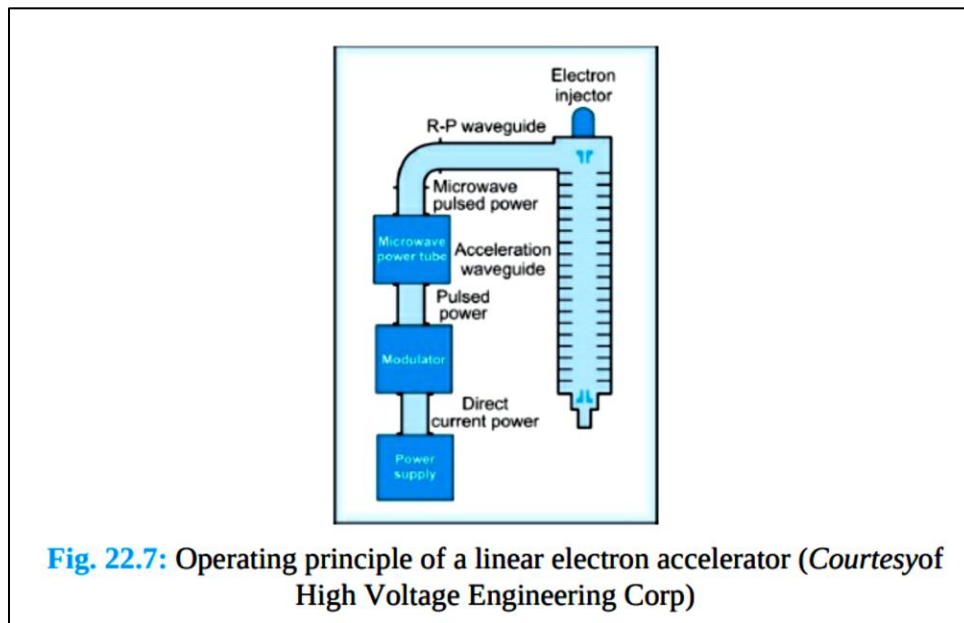 Electron
injector
R-P waveguide
Microwave
pulsed power
Microwave
power tube
Acceleration
waveguide
Pulsed
power
Modulator
Direct
current power
Power
supply
Fig. 22.7: Operating principle of a linear electron accelerator (Courtesyof
High Voltage Engineering Corp)